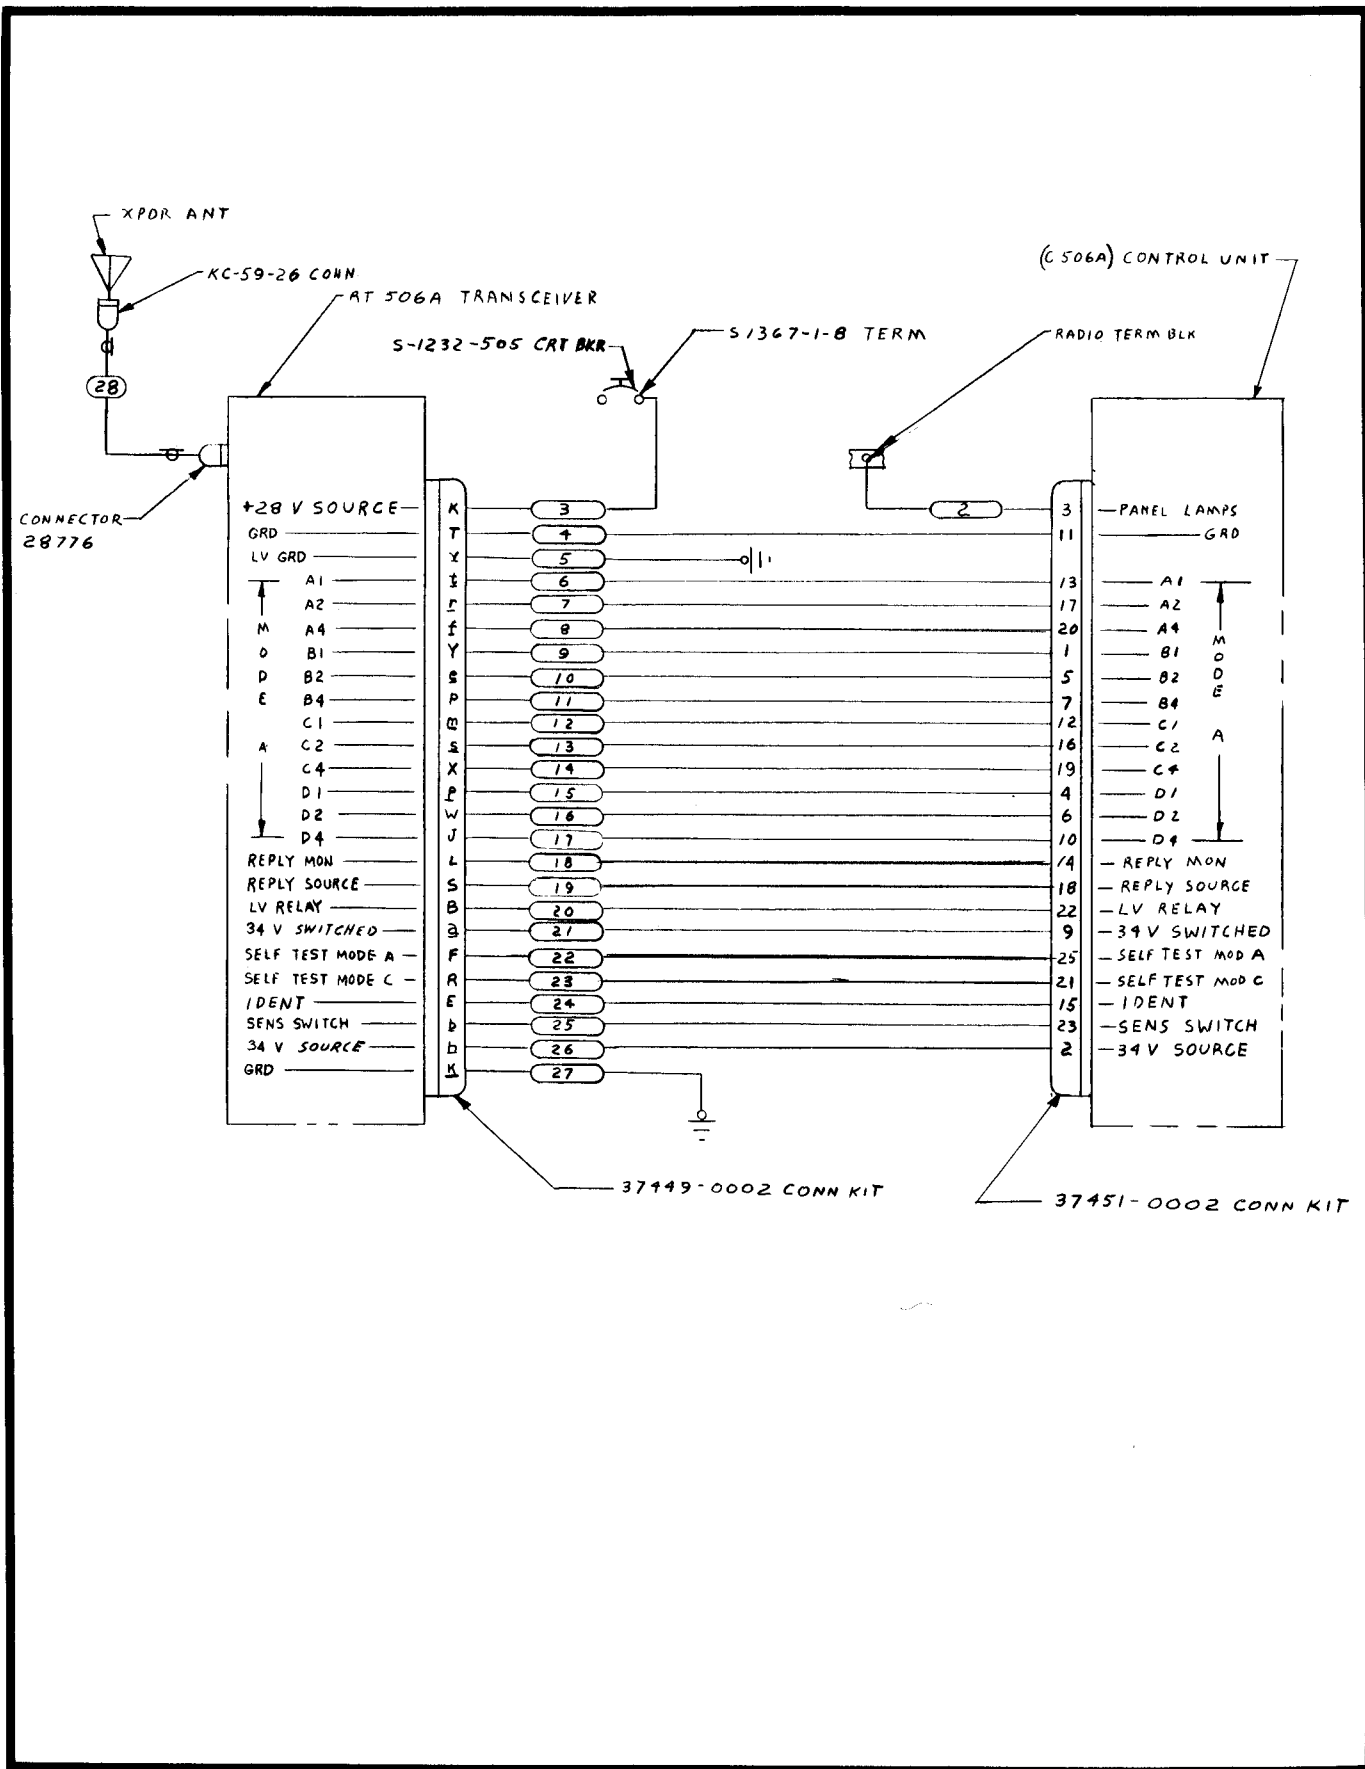 XPDR ANT
KC-59-26 CONN
RT 506A TRANSCEIVER
S-1232-505 CRT BKR
S1367-1-8 TERM
RADIO TERM BLK
(C 506A) CONTROL UNIT
28
CONNECTOR
28776
+28 V SOURCE K 3 2 3 PANEL LAMPS
GRD T 4 11 GRD
LV GRD 5
A1 t 6 13 A1
A2 r 7 17 A2
A4 f 8 20 A4
B1 Y 9 1 B1
B2 10 5 B2
B4 P 11 7 B4
C1 m 12 12 C1
C2 s 13 16 C2
C4 X 14 19 C4
D1 p 15 4 D1
D2 W 16 6 D2
D4 J 17 10 D4
MODE A
MODE A
REPLY MON L 18 14 REPLY MON
REPLY SOURCE S 19 18 REPLY SOURCE
LV RELAY B 20 22 LV RELAY
34 V SWITCHED a 21 9 34V SWITCHED
SELF TEST MODE A F 22 25 SELF TEST MOD A
SELF TEST MODE C R 23 21 SELF TEST MOD C
IDENT E 24 15 IDENT
SENS SWITCH 25 23 SENS SWITCH
34 V SOURCE b 26 2 34V SOURCE
GRD K 27
37449-0002 CONN KIT
37451-0002 CONN KIT